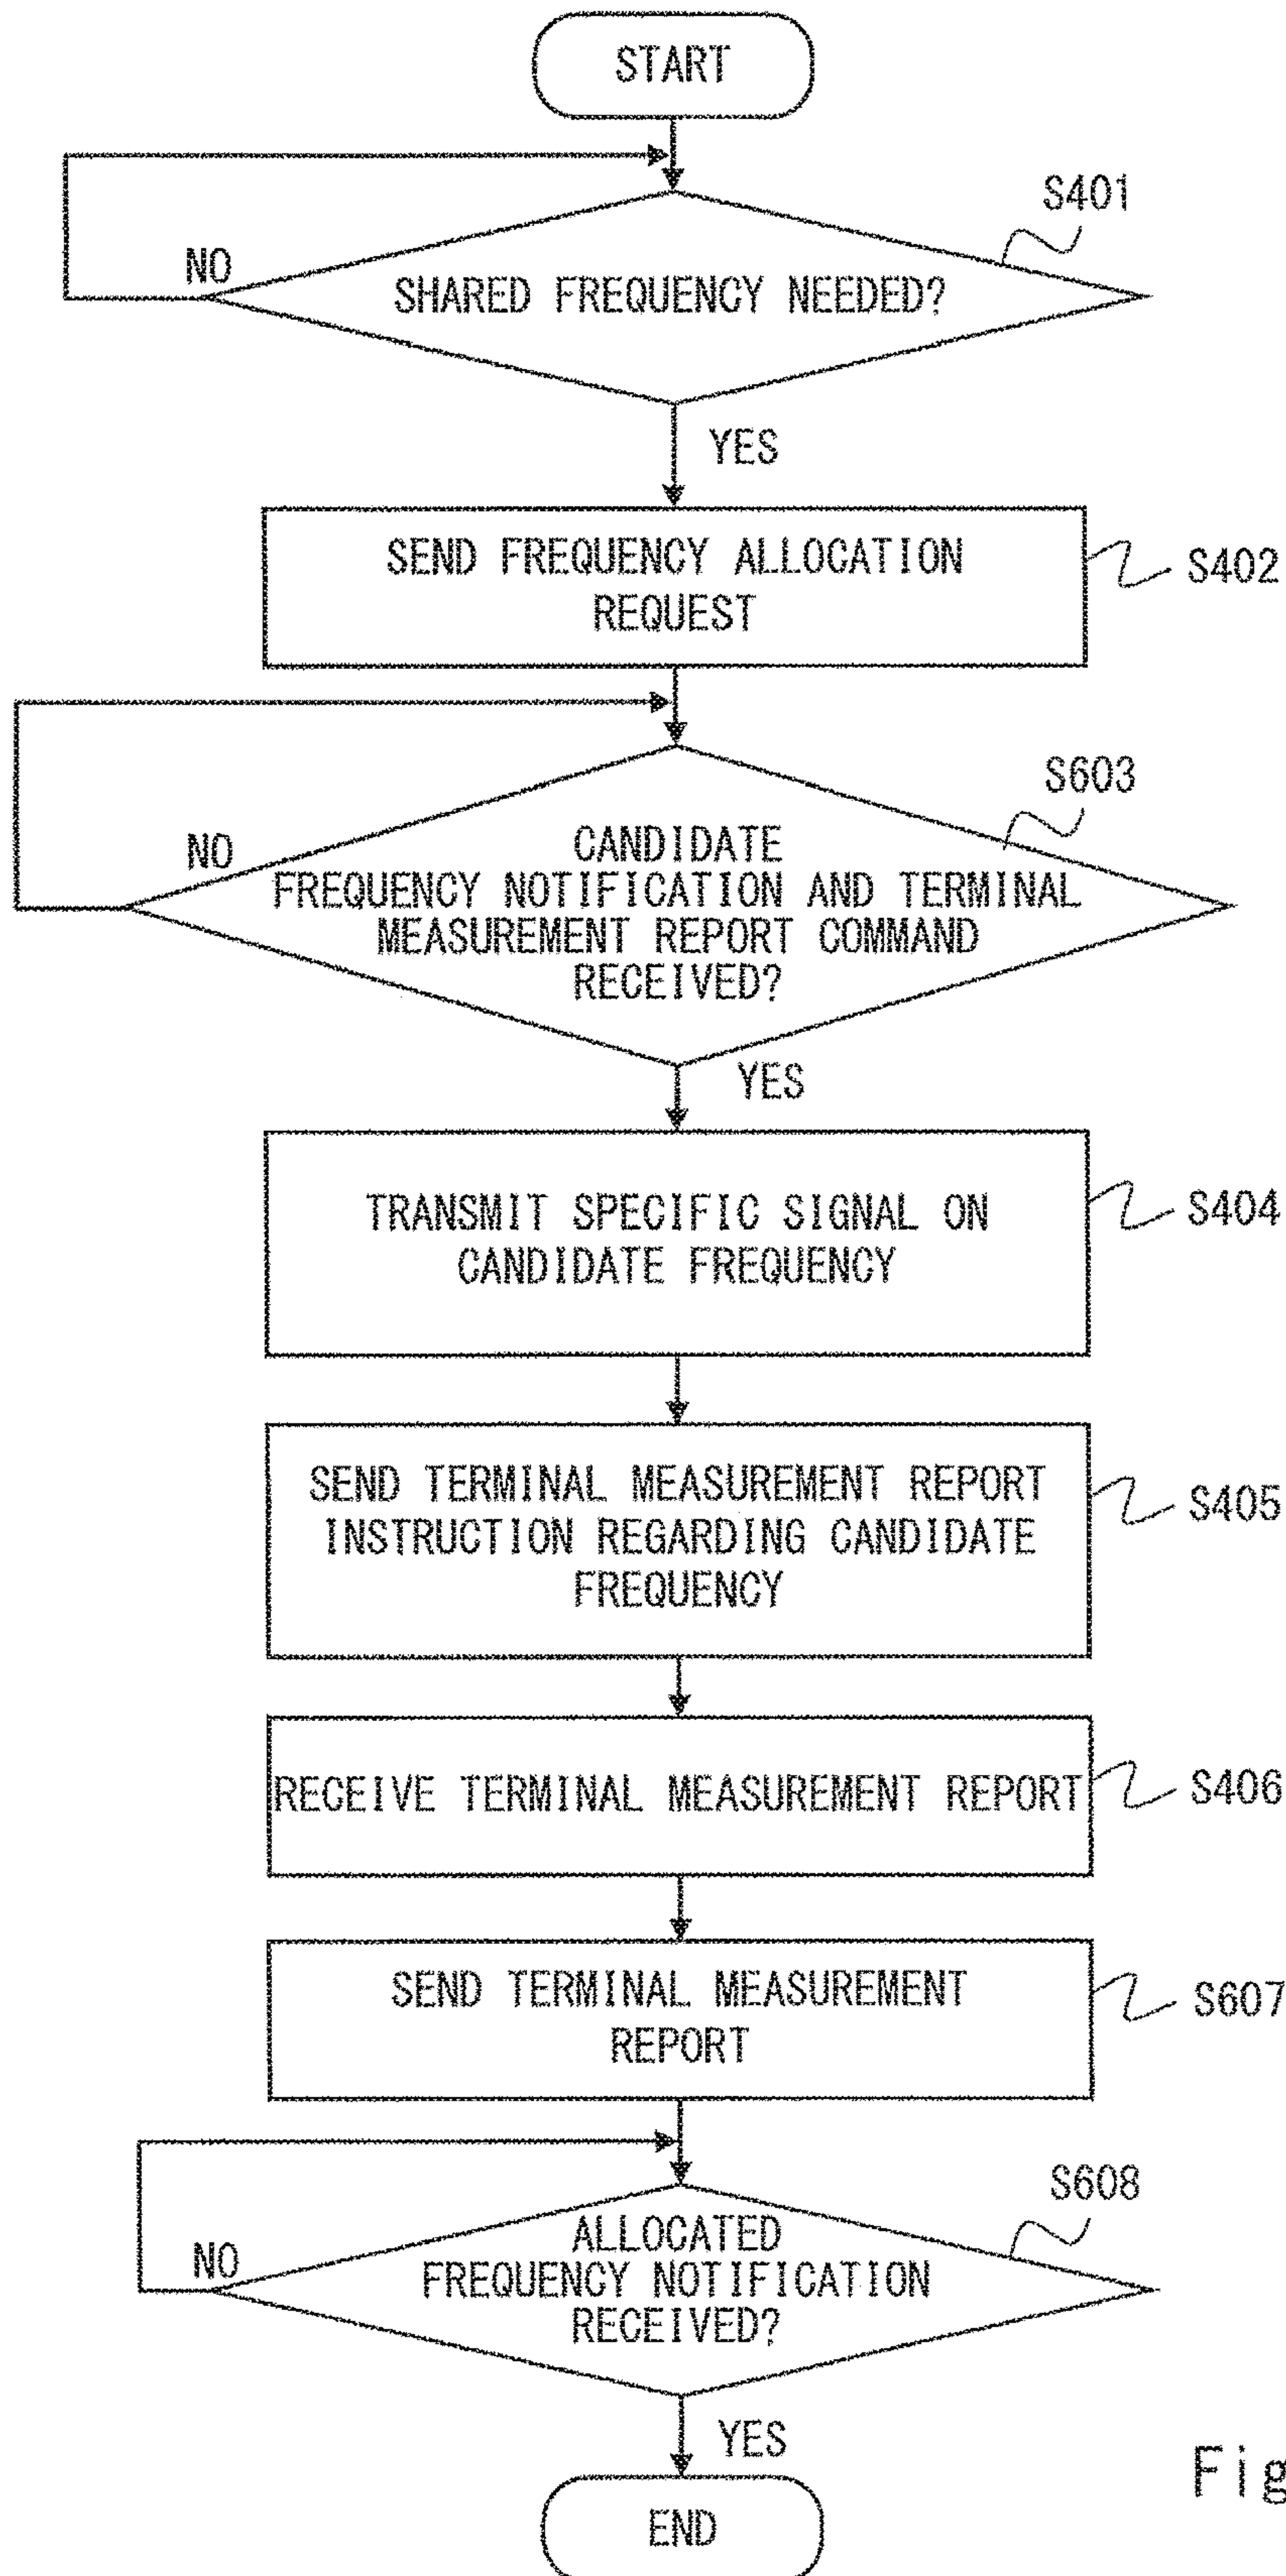 START
S401
NO
SHARED FREQUENCY NEEDED?
YES
SEND FREQUENCY ALLOCATION
REQUEST
S402
S603
NO
CANDIDATE
FREQUENCY NOTIFICATION AND TERMINAL
MEASUREMENT REPORT COMMAND
RECEIVED?
YES
TRANSMIT SPECIFIC SIGNAL ON
CANDIDATE FREQUENCY
S404
SEND TERMINAL MEASUREMENT REPORT
INSTRUCTION REGARDING CANDIDATE
FREQUENCY
S405
RECEIVE TERMINAL MEASUREMENT REPORT
S406
SEND TERMINAL MEASUREMENT
REPORT
S607
S608
NO
ALLOCATED
FREQUENCY NOTIFICATION
RECEIVED?
YES
Fig
END